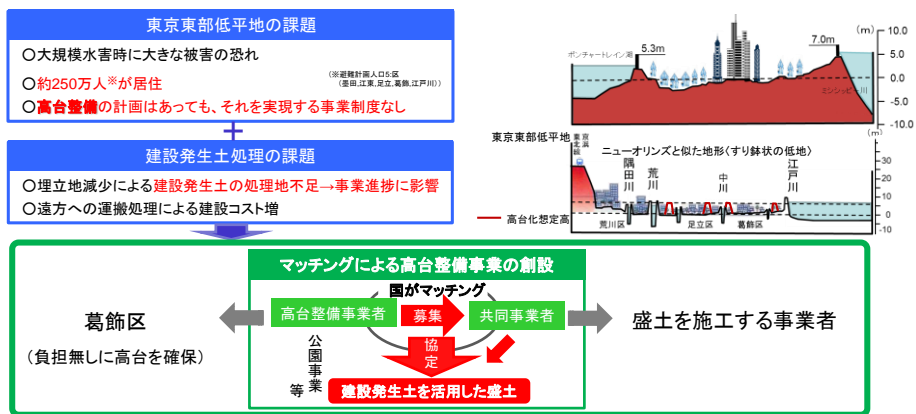 東京東部低平地の課題
〇大規模水害時に大きな被害の恐れ
〇約250万人※が居住
(※避難計画人口5区
(墨田,江東,足立,葛飾,江戸川))
〇高台整備の計画はあっても、それを実現する事業制度なし
+
建設発生土処理の課題
〇埋立地減少による建設発生土の処理地不足→事業進捗に影響
〇遠方への運搬処理による建設コスト増
(m)
ポンチャートレイン湖
5.3m
7.0m
ミシシッピー川
10.0
5.0
0.0
-5.0
-10.0
東京東部低平地
京浜
東北線
ニューオリンズと似た地形(すり鉢状の低地)
(m)
隅田川
荒川
中川
江戸川
30
20
10
0
-10
高台化想定高
荒川区
足立区
葛飾区
マッチングによる高台整備事業の創設
国がマッチング
高台整備事業者
募集
共同事業者
協定
公園事業
等
建設発生土を活用した盛土
葛飾区
(負担無しに高台を確保)
盛土を施工する事業者